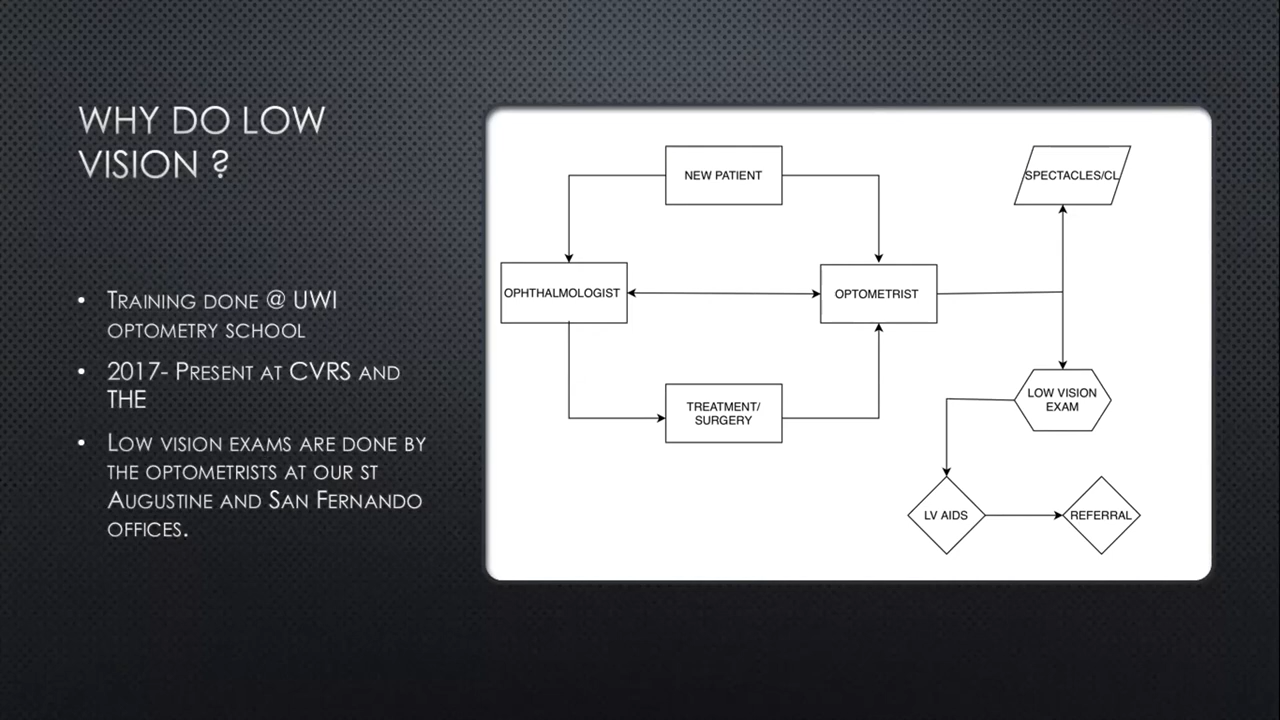 WHY DO LOW
VISION ?
• TRAINING DONE @ UWI
OPTOMETRY SCHOOL
• 2017- PRESENT AT CVRS AND
THE
• LOW VISION EXAMS ARE DONE BY
THE OPTOMETRISTS AT OUR ST
AUGUSTINE AND SAN FERNANDO
OFFICES.
NEW PATIENT
SPECTACLES/CL
OPHTHALMOLOGIST
OPTOMETRIST
TREATMENT/
SURGERY
LOW VISION
EXAM
LV AIDS
REFERRAL